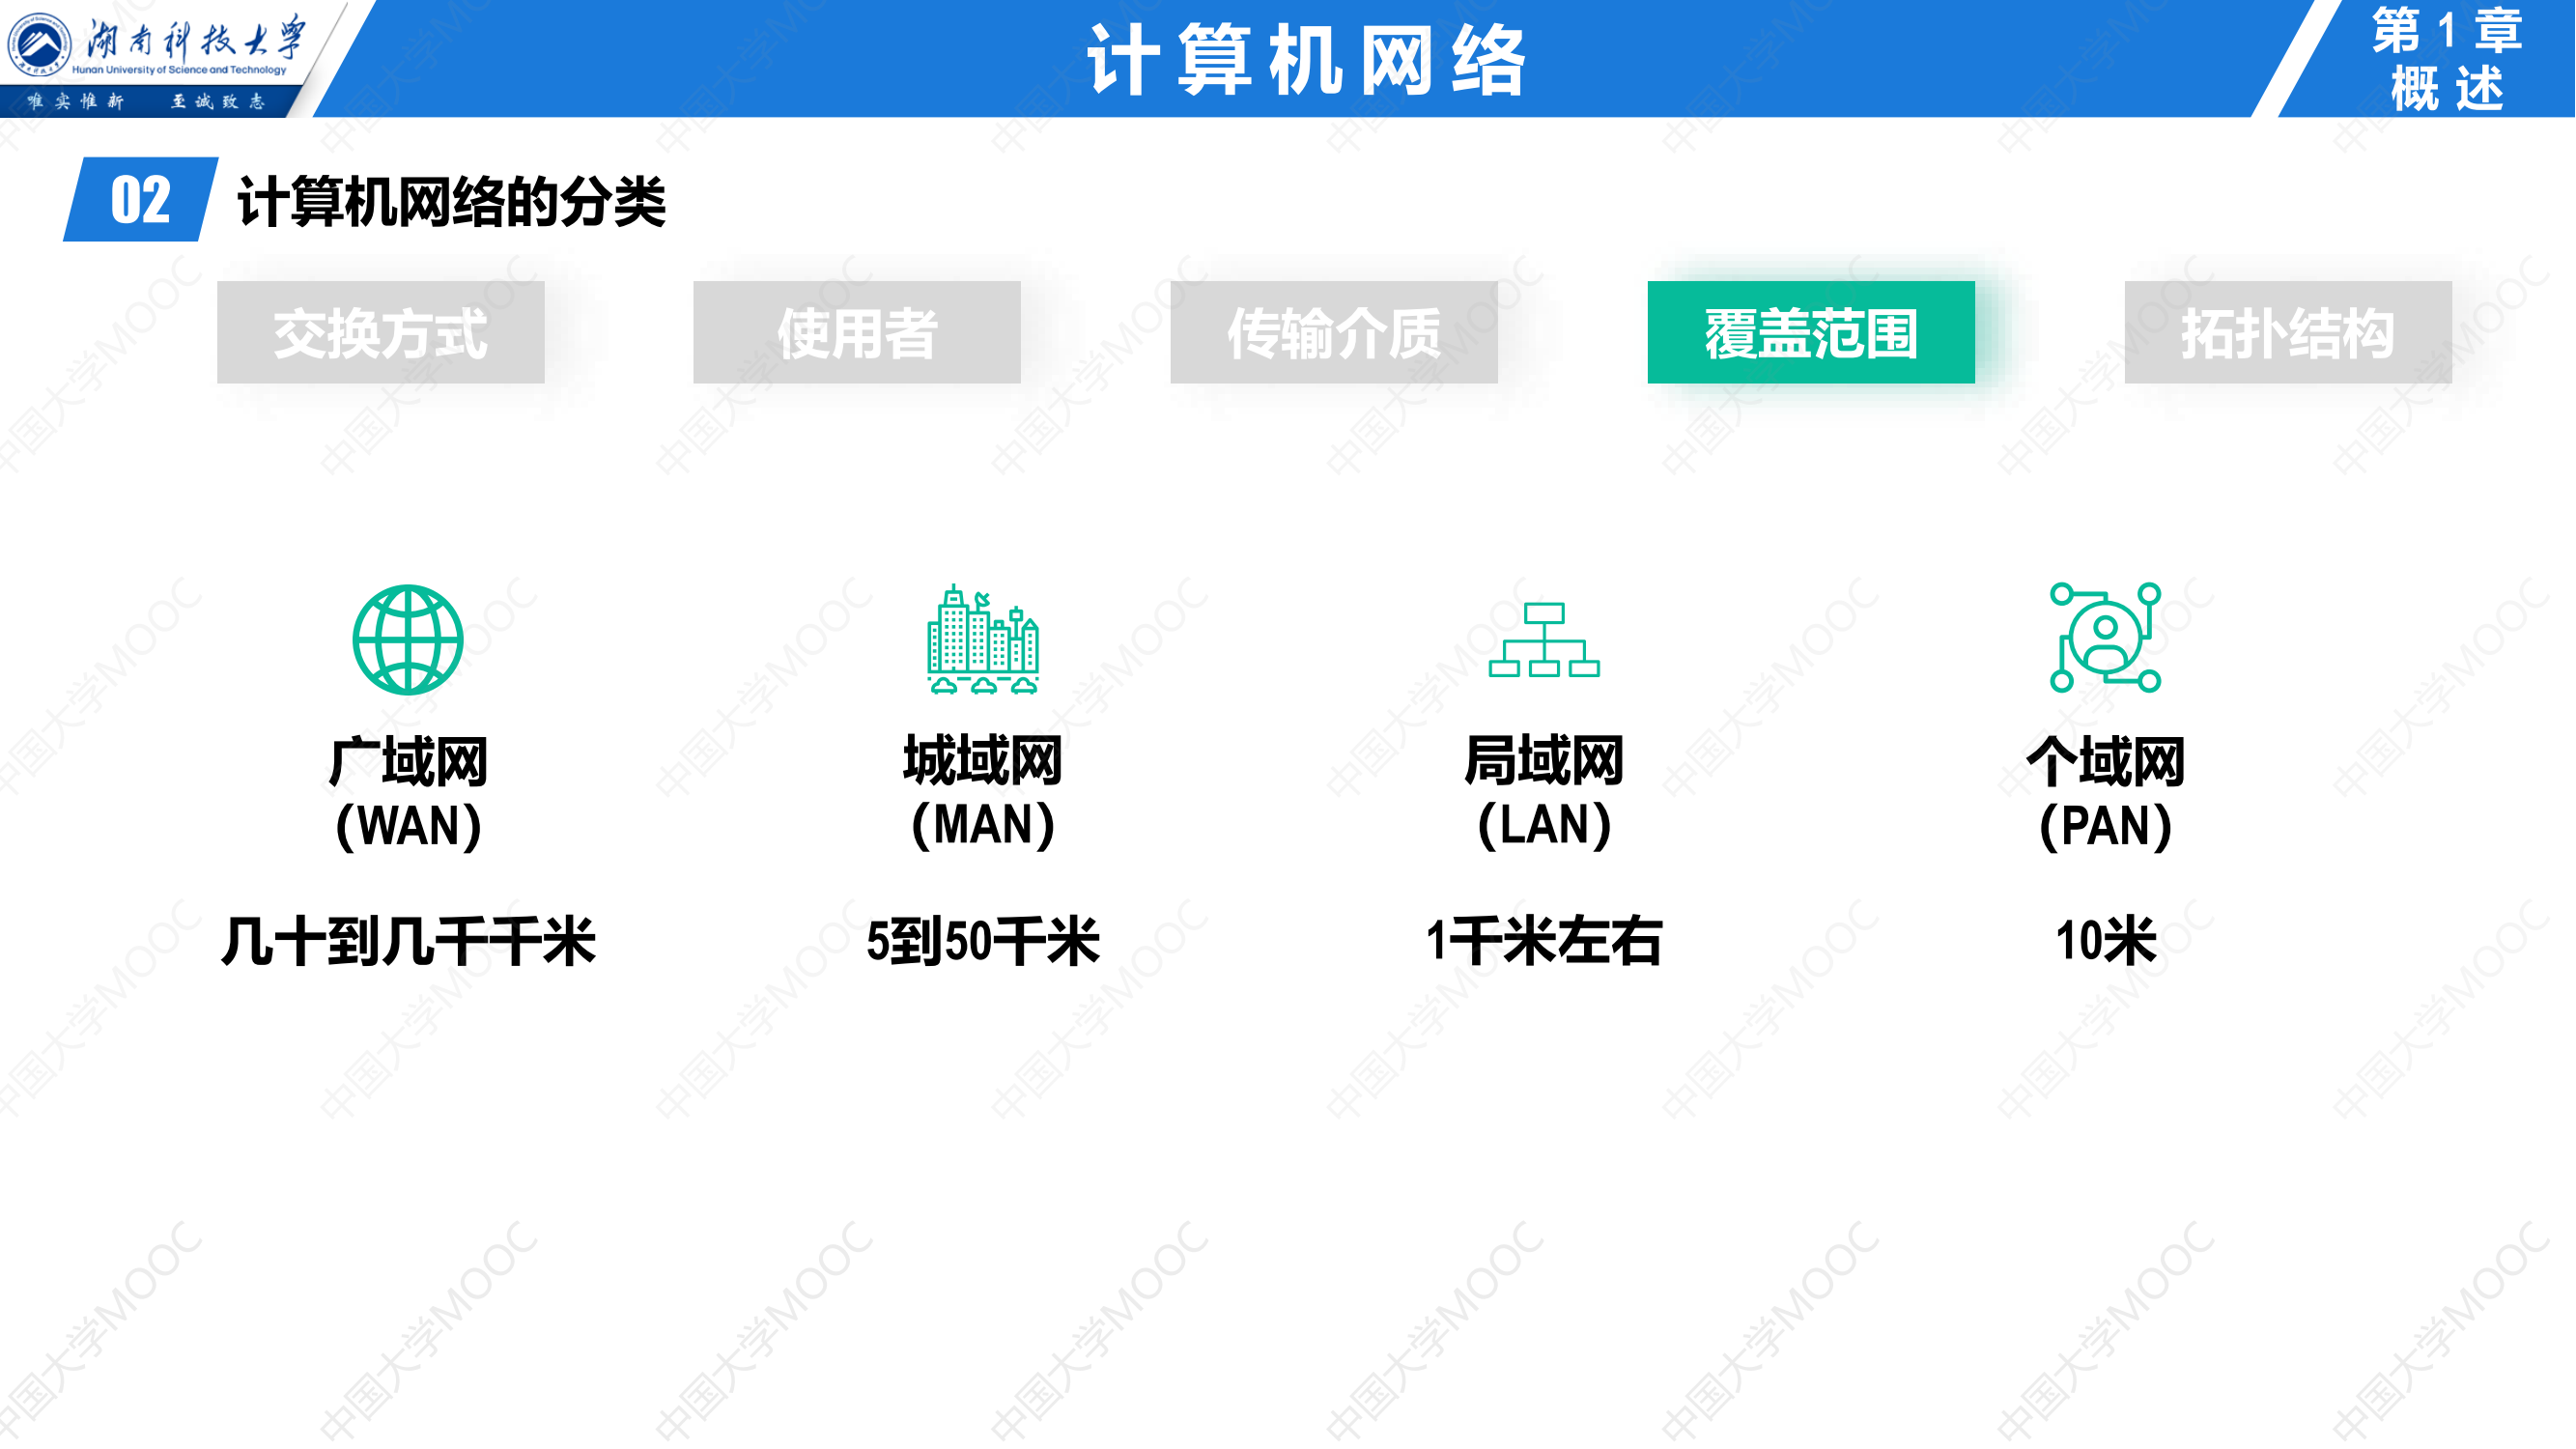 湖南科技大学
Hunan University of Science and Technology
唯实惟新 至诚致志
计算机网络
第1章
概述
02 计算机网络的分类
交换方式 使用者 传输介质 覆盖范围 拓扑结构
广域网 城域网 局域网 个域网
(WAN) (MAN) (LAN) (PAN)
几十到几千千米 5到50千米 1千米左右 10米
中国大学MOOC